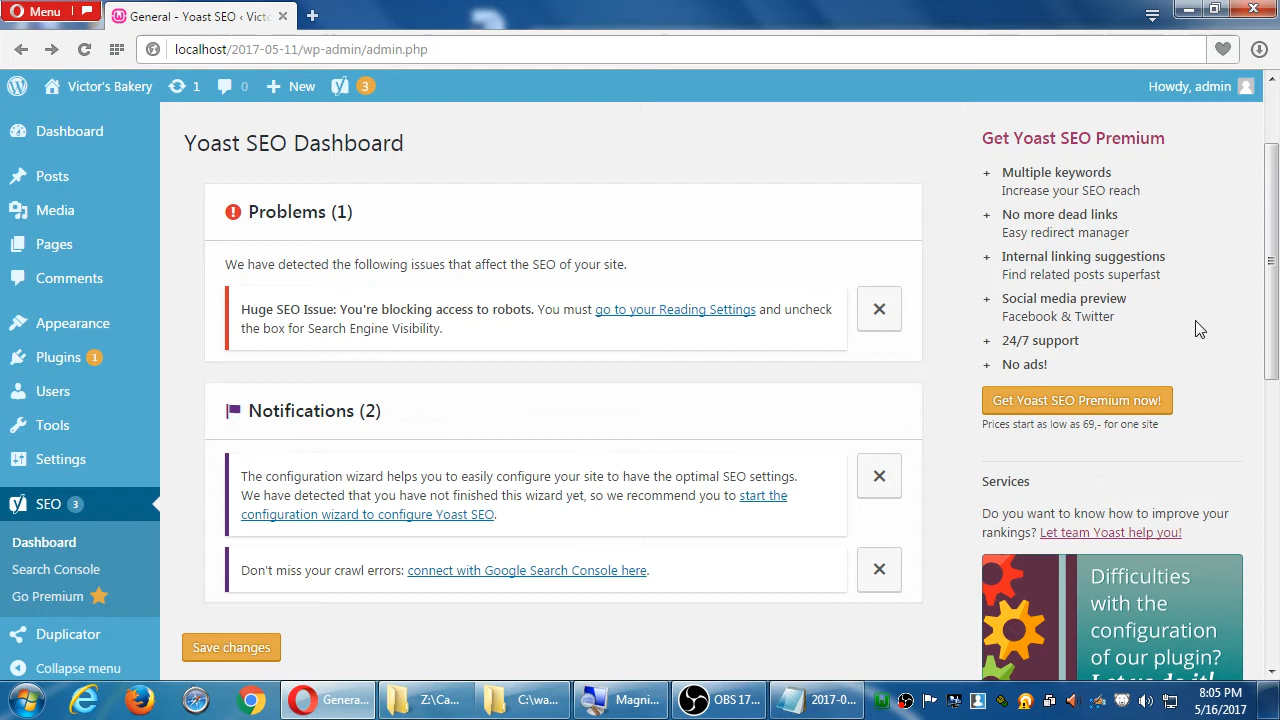 Menu
General - Yoast SEO ‹ Victo
localhost/2017-05-11/wp-admin/admin.php
Victor's Bakery
1
0
New
3
Howdy, admin
Dashboard
Posts
Media
Pages
Comments
Appearance
Plugins 1
Users
Tools
Settings
SEO 3
Dashboard
Search Console
Go Premium
Duplicator
Collapse menu
Yoast SEO Dashboard
Problems (1)
We have detected the following issues that affect the SEO of your site.
Huge SEO Issue: You're blocking access to robots. You must go to your Reading Settings and uncheck
the box for Search Engine Visibility.
Notifications (2)
The configuration wizard helps you to easily configure your site to have the optimal SEO settings.
We have detected that you have not finished this wizard yet, so we recommend you to start the
configuration wizard to configure Yoast SEO.
Don't miss your crawl errors: connect with Google Search Console here.
Save changes
Get Yoast SEO Premium
+ Multiple keywords
Increase your SEO reach
+ No more dead links
Easy redirect manager
+ Internal linking suggestions
Find related posts superfast
+ Social media preview
Facebook & Twitter
+ 24/7 support
+ No ads!
Get Yoast SEO Premium now!
Prices start as low as 69,- for one site
Services
Do you want to know how to improve your
rankings? Let team Yoast help you!
Difficulties
with the
configuration
of our plugin?
Let us do it!
Genera...
Z:\Ca...
C:\wa...
Magni...
OBS 17...
2017-0...
8:05 PM
5/16/2017